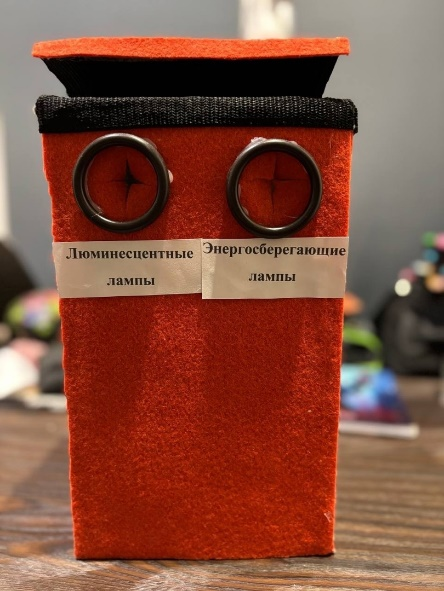 Люминесцентные
лампы
Энергосберегающие
лампы